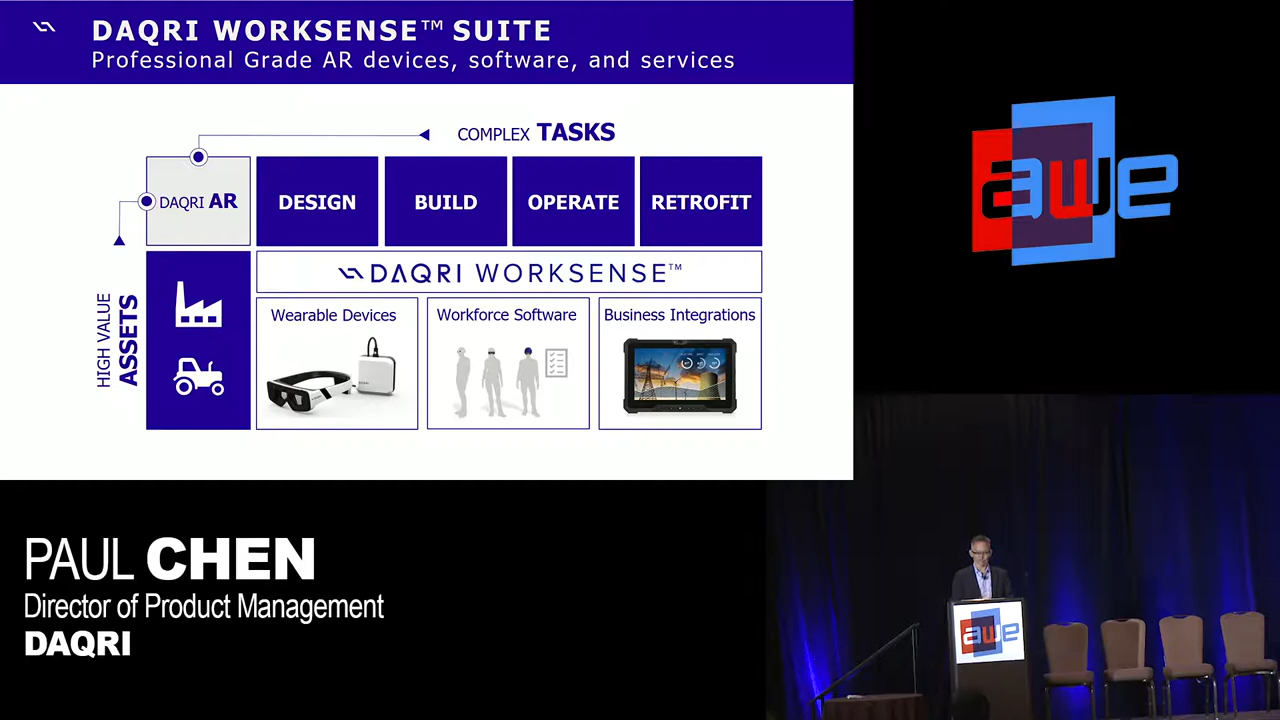 DAQRI WORKSENSE™ SUITE
Professional Grade AR devices, software, and services
COMPLEX TASKS
DAQRI AR
DESIGN
BUILD
OPERATE
RETROFIT
HIGH VALUE
ASSETS
DAQRI WORKSENSE™
Wearable Devices
Workforce Software
Business Integrations
awe
PAUL CHEN
Director of Product Management
DAQRI
awe